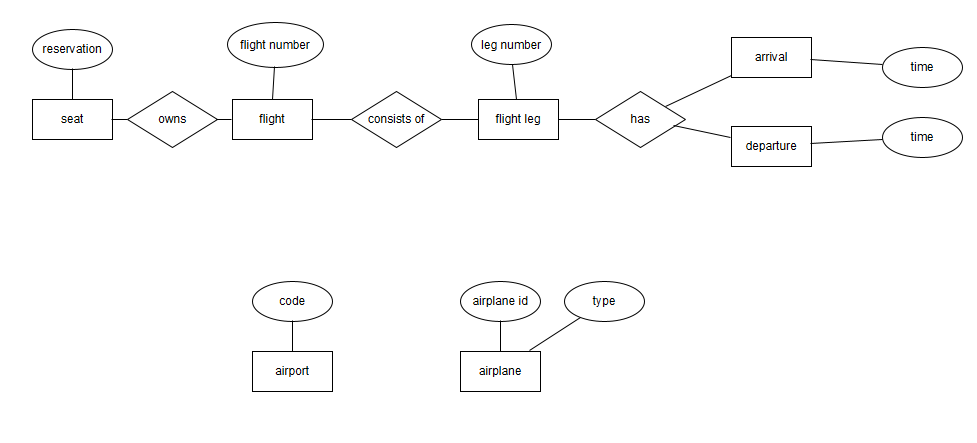 reservation
flight number
leg number
arrival
time
seat
owns
flight
consists of
flight leg
has
departure
time
code
airplane id
type
airport
airplane